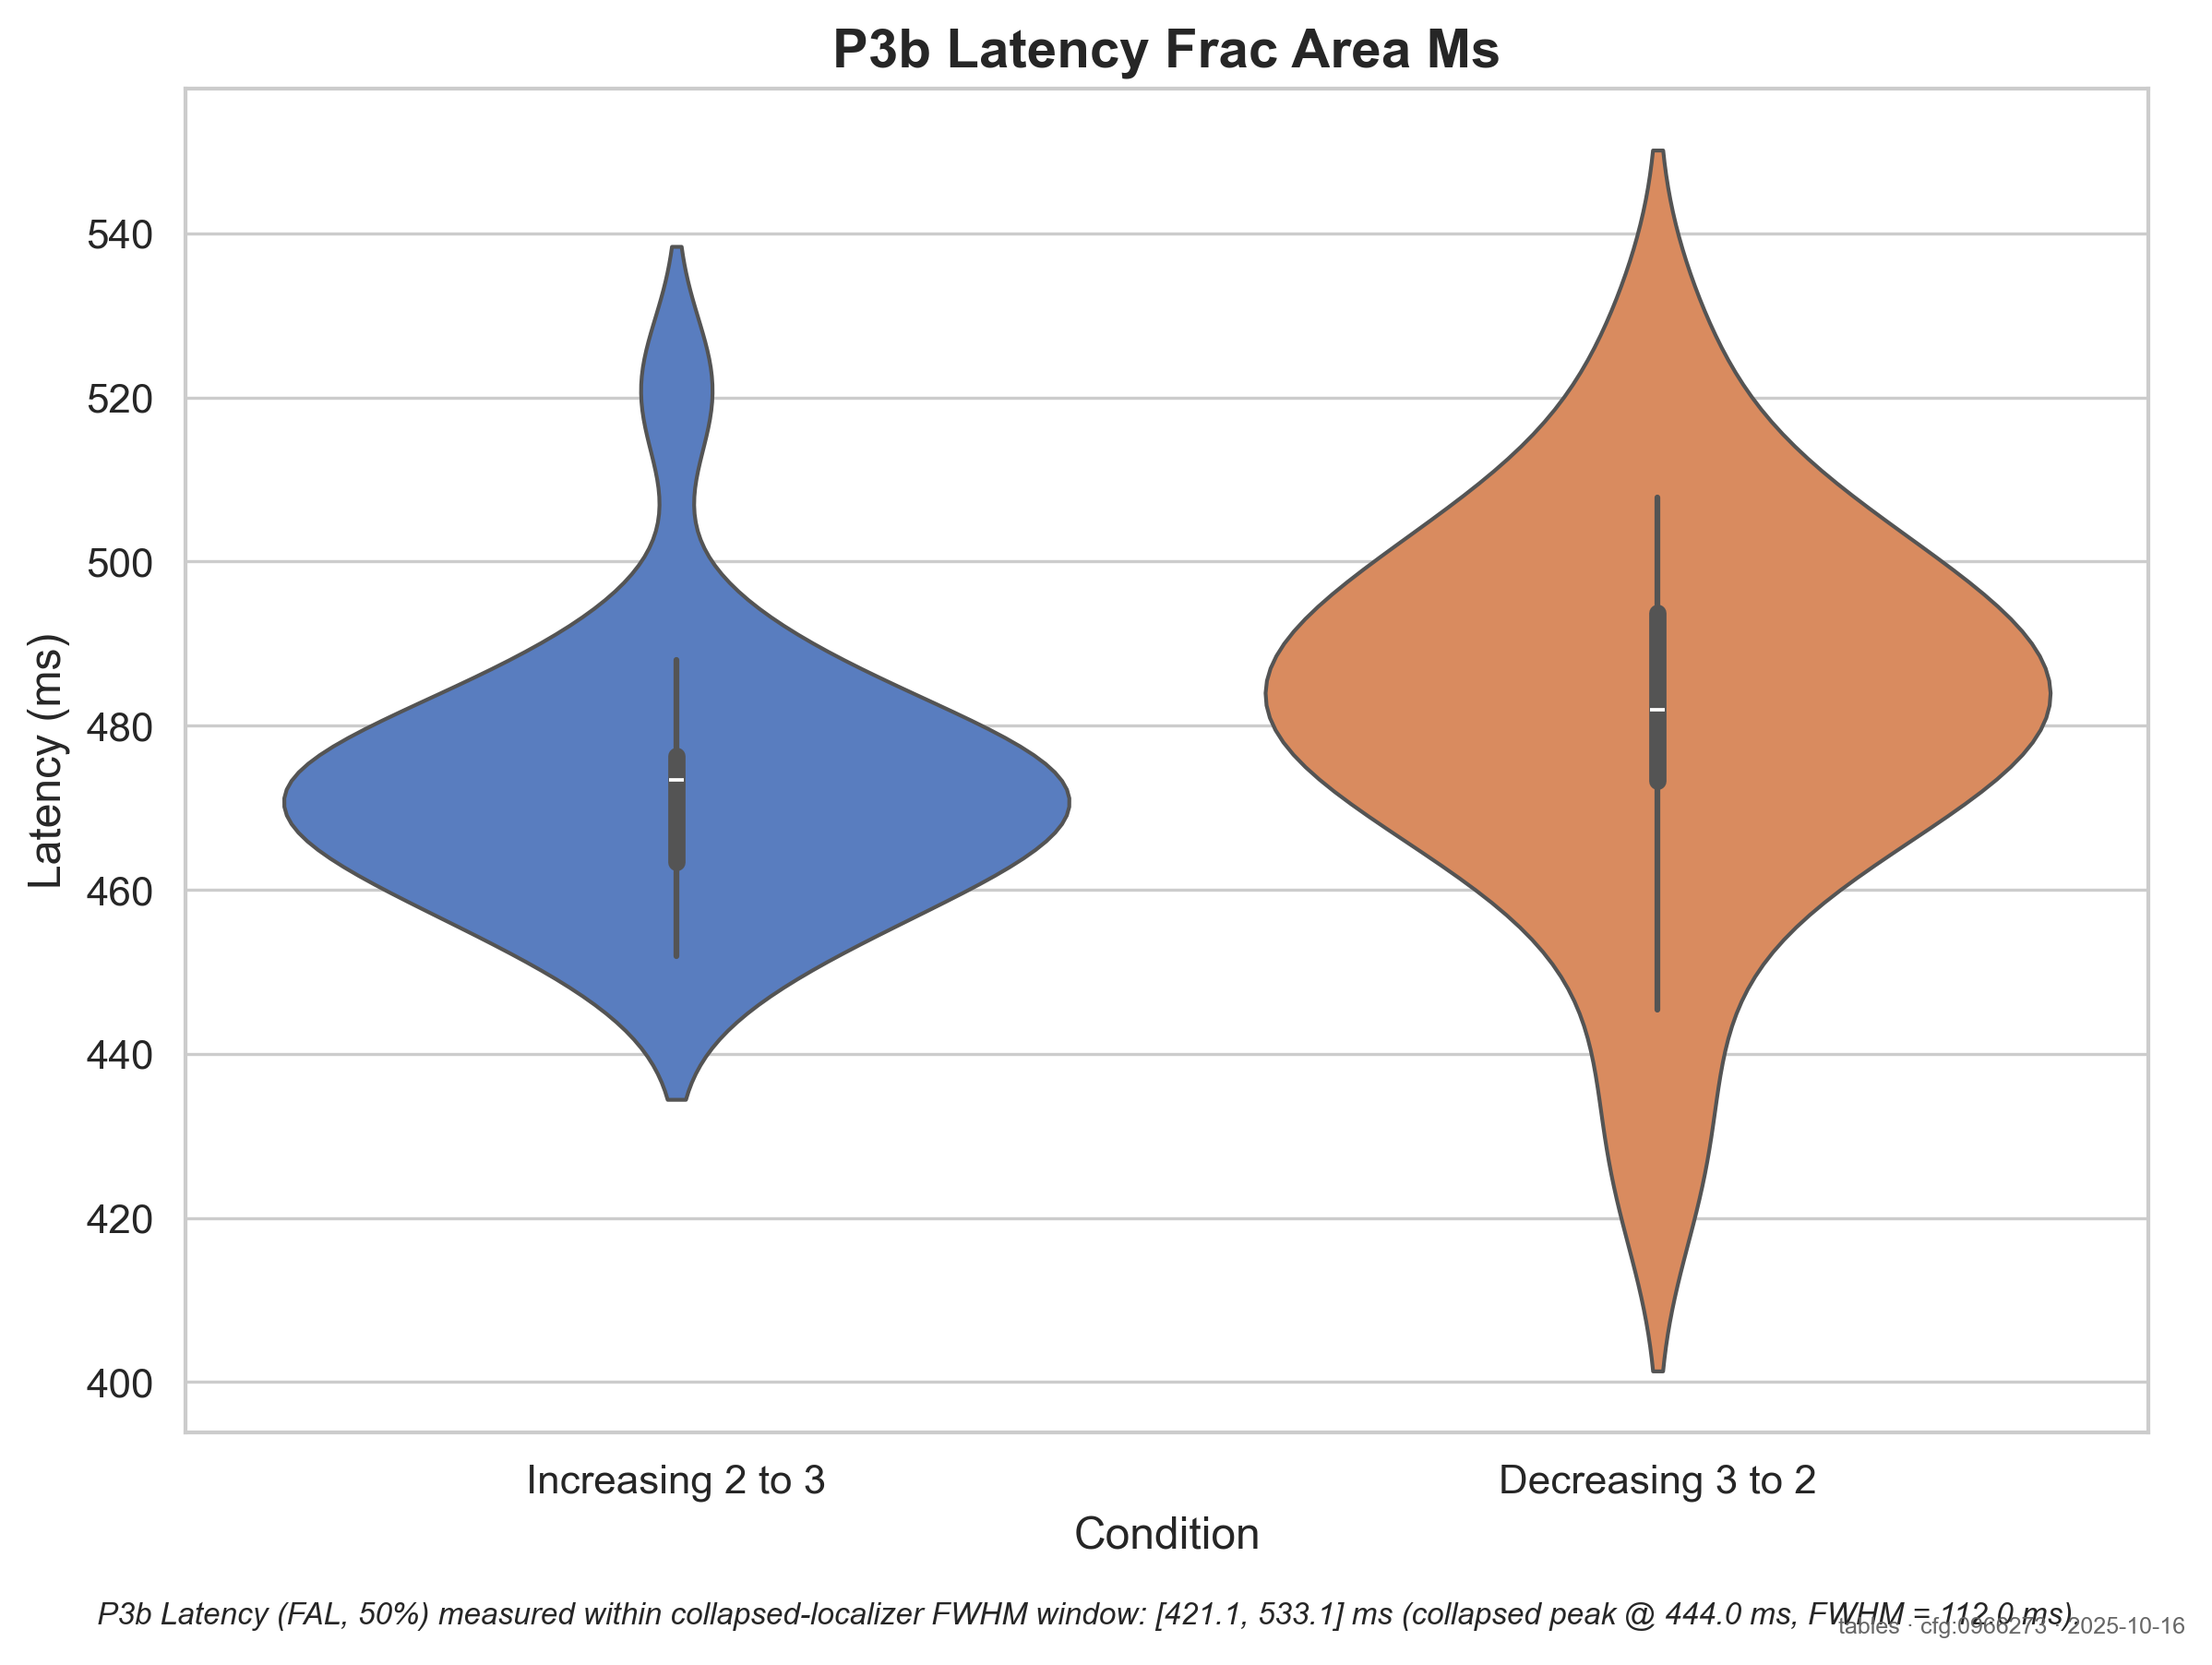 P3b Latency Frac Area Ms
Latency (ms)
540
520
500
480
460
440
420
400
Increasing 2 to 3
Decreasing 3 to 2
Condition
P3b Latency (FAL, 50%) measured within collapsed-localizer FWHM window: [421.1, 533.1] ms (collapsed peak @ 444.0 ms, FWHM = 112.0 ms).
tables · cfg:0966273 · 2025-10-16